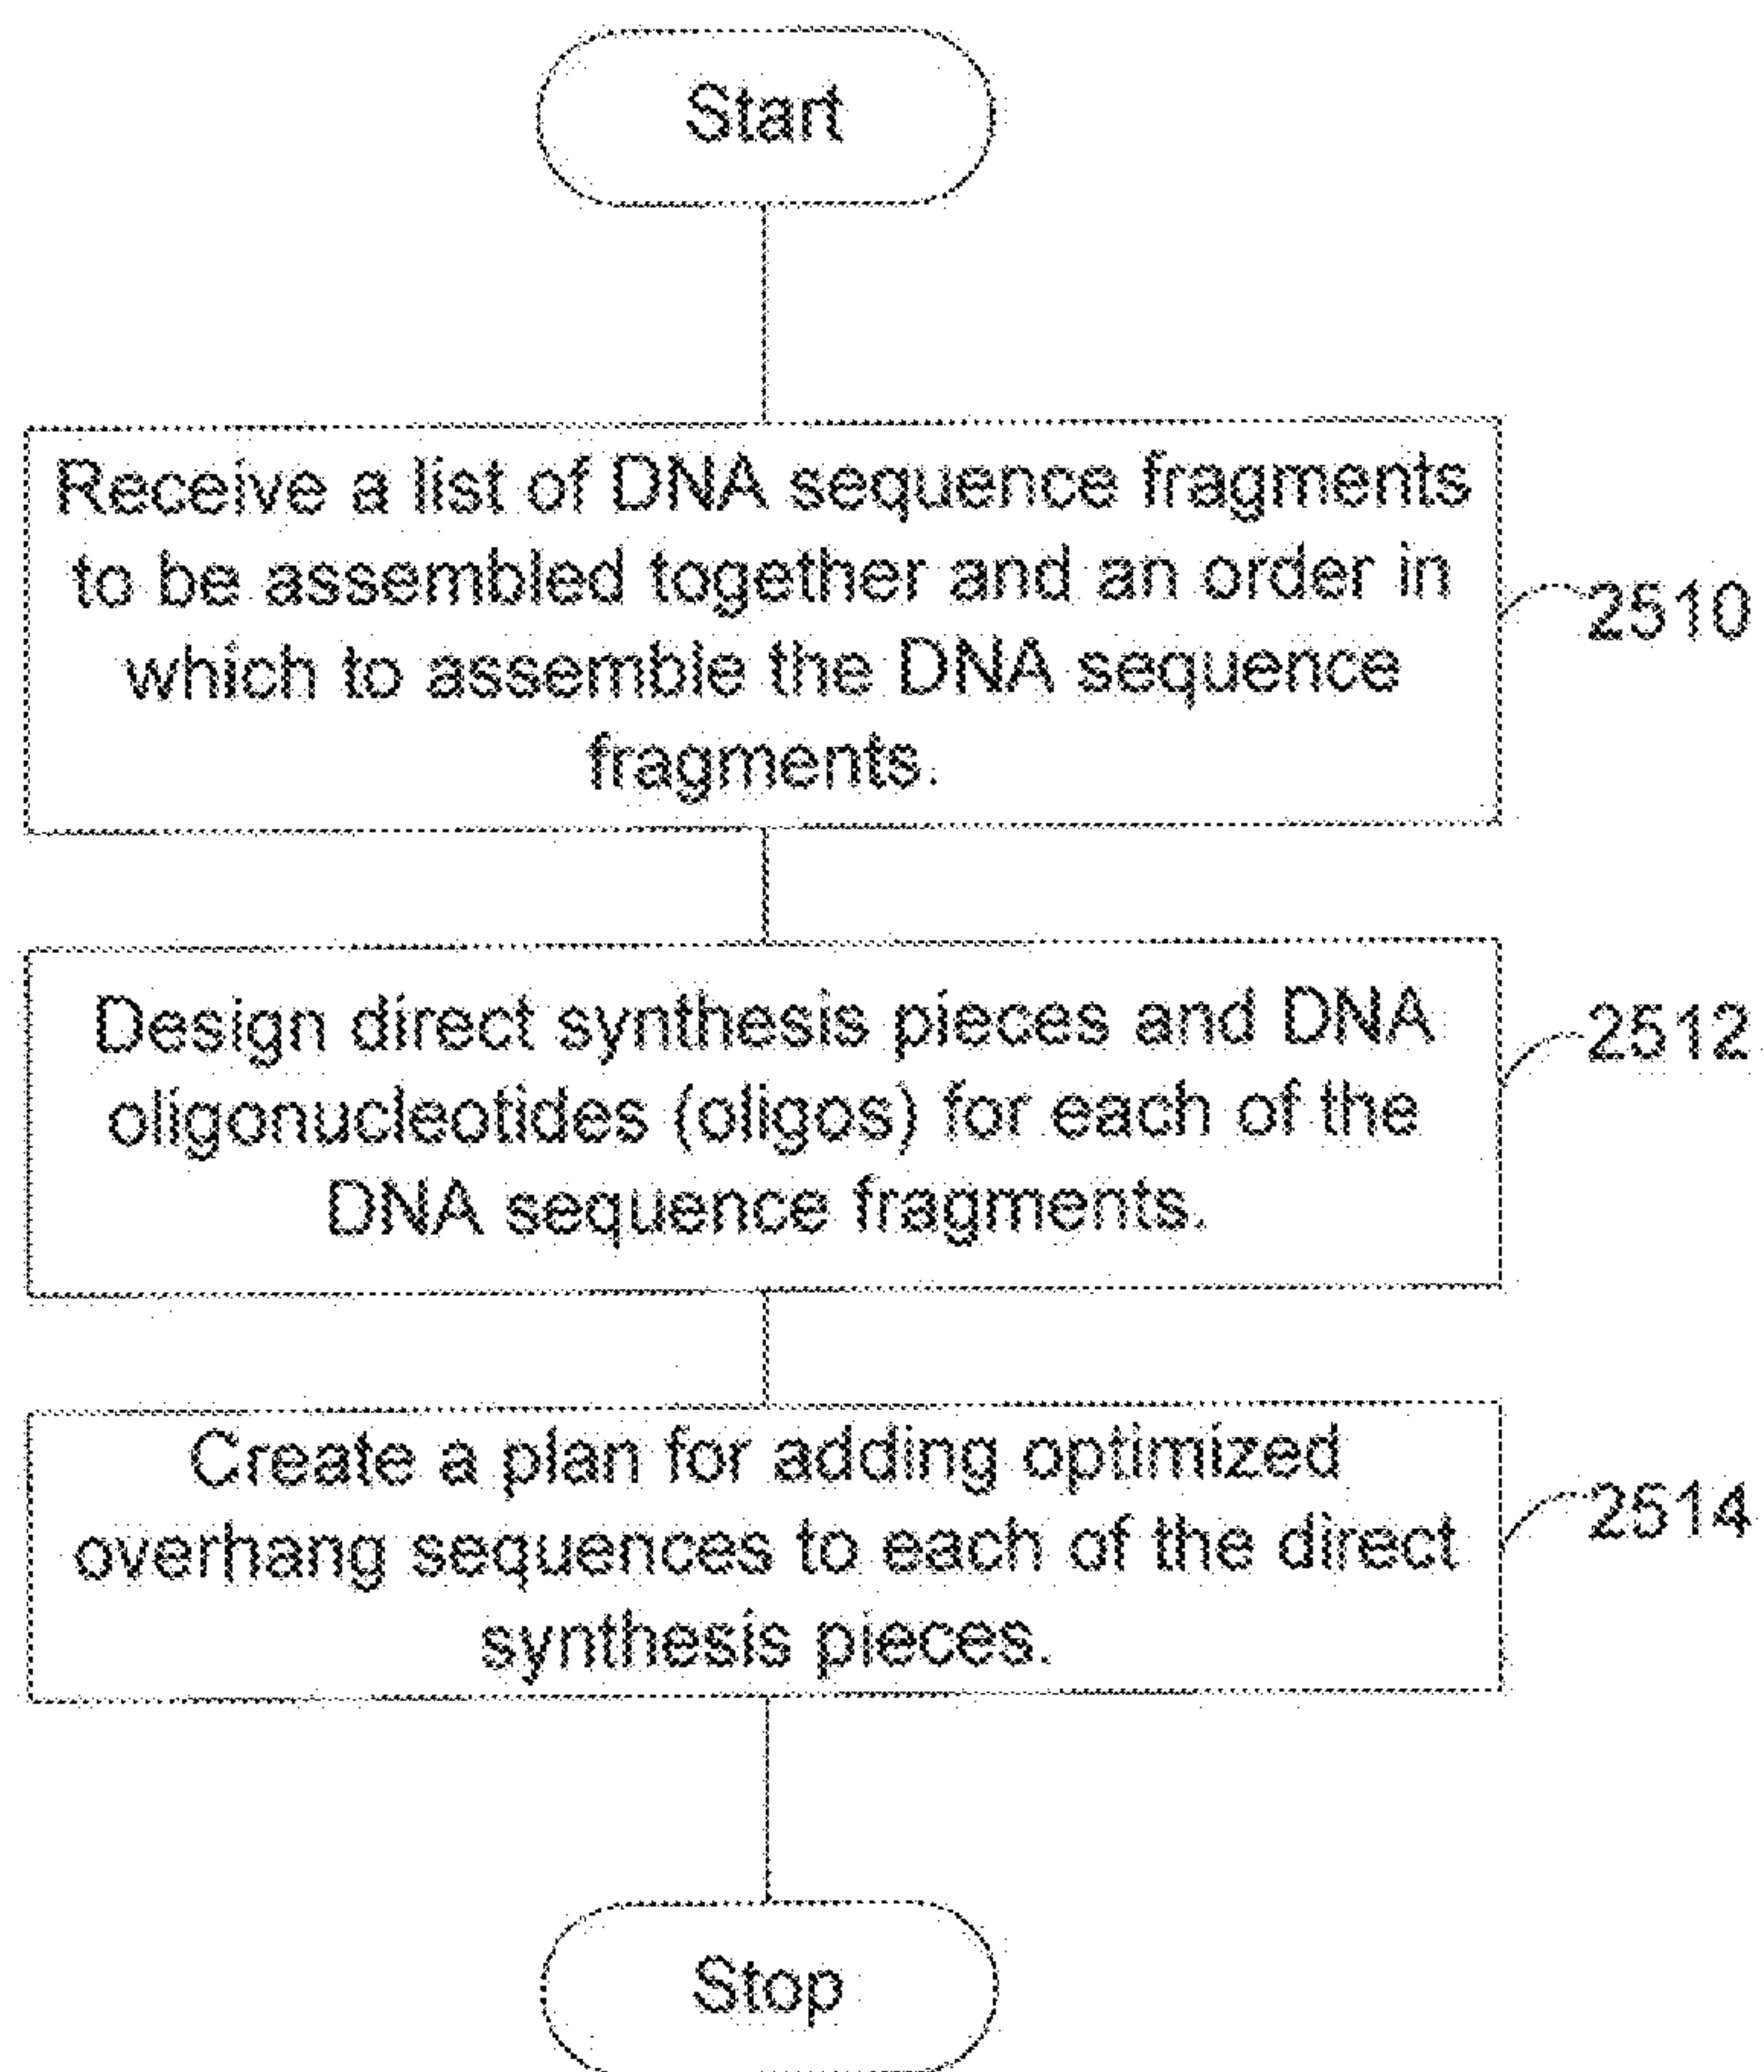 Start
Receive a list of DNA sequence fragments
to be assembled together and an order in
which to assemble the DNA sequence
fragments.
2510
Design direct synthesis pieces and DNA
oligonucleotides (oligos) for each of the
DNA sequence fragments.
2512
Create a plan for adding optimized
overhang sequences to each of the direct
synthesis pieces.
2514
Stop